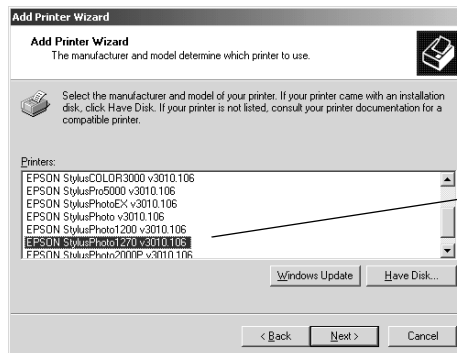 Add Printer Wizard
Add Printer Wizard
The manufacturer and model determine which printer to use.
Select the manufacturer and model of your printer. If your printer came with an installation
disk, click Have Disk. If your printer is not listed, consult your printer documentation for a
compatible printer.
Printers:
EPSON StylusCOLOR3000 v3010.106
EPSON StylusPro5000 v3010.106
EPSON StylusPhotoEX v3010.106
EPSON StylusPhoto v3010.106
EPSON StylusPhoto1200 v3010.106
EPSON StylusPhoto1270 v3010.106
EPSON StylusPhoto2000P v3010.106
Windows Update
Have Disk...
< Back
Next >
Cancel